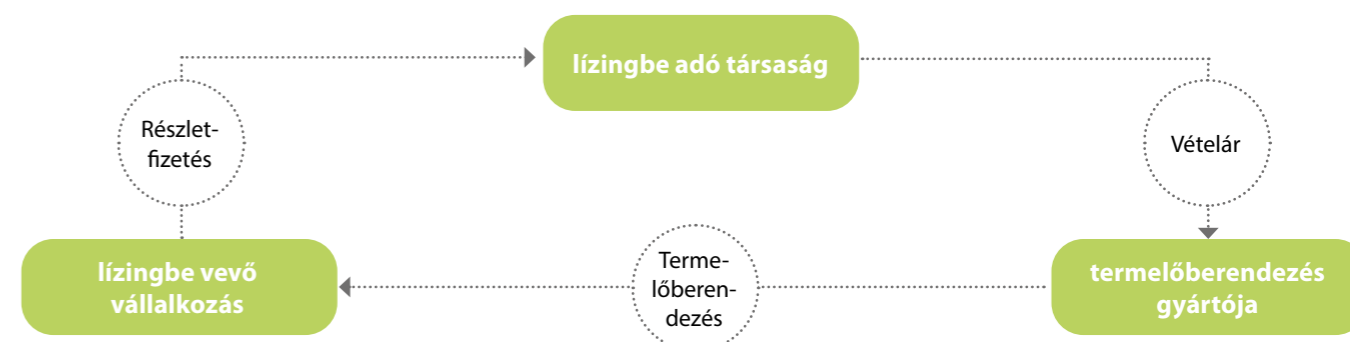 lízingbe adó társaság
Részlet-
fizetés
Vételár
lízingbe vevő
vállalkozás
Terme-
lőberen-
dezés
termelőberendezés
gyártója